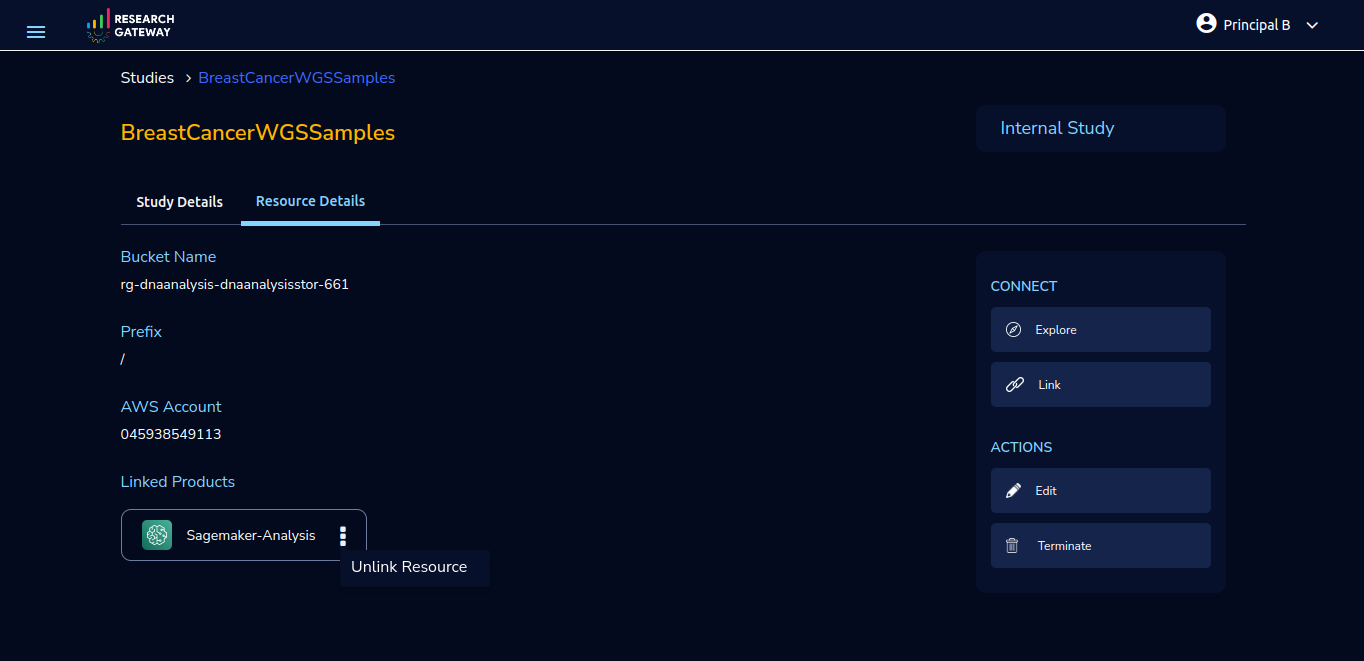 RESEARCH
GATEWAY
Principal B
Studies > BreastCancerWGSSamples
BreastCancerWGSSamples
Internal Study
Study Details
Resource Details
Bucket Name
rg-dnaanalysis-dnaanalysisstor-661
Prefix
/
AWS Account
045938549113
Linked Products
Sagemaker-Analysis
Unlink Resource
CONNECT
Explore
Link
ACTIONS
Edit
Terminate